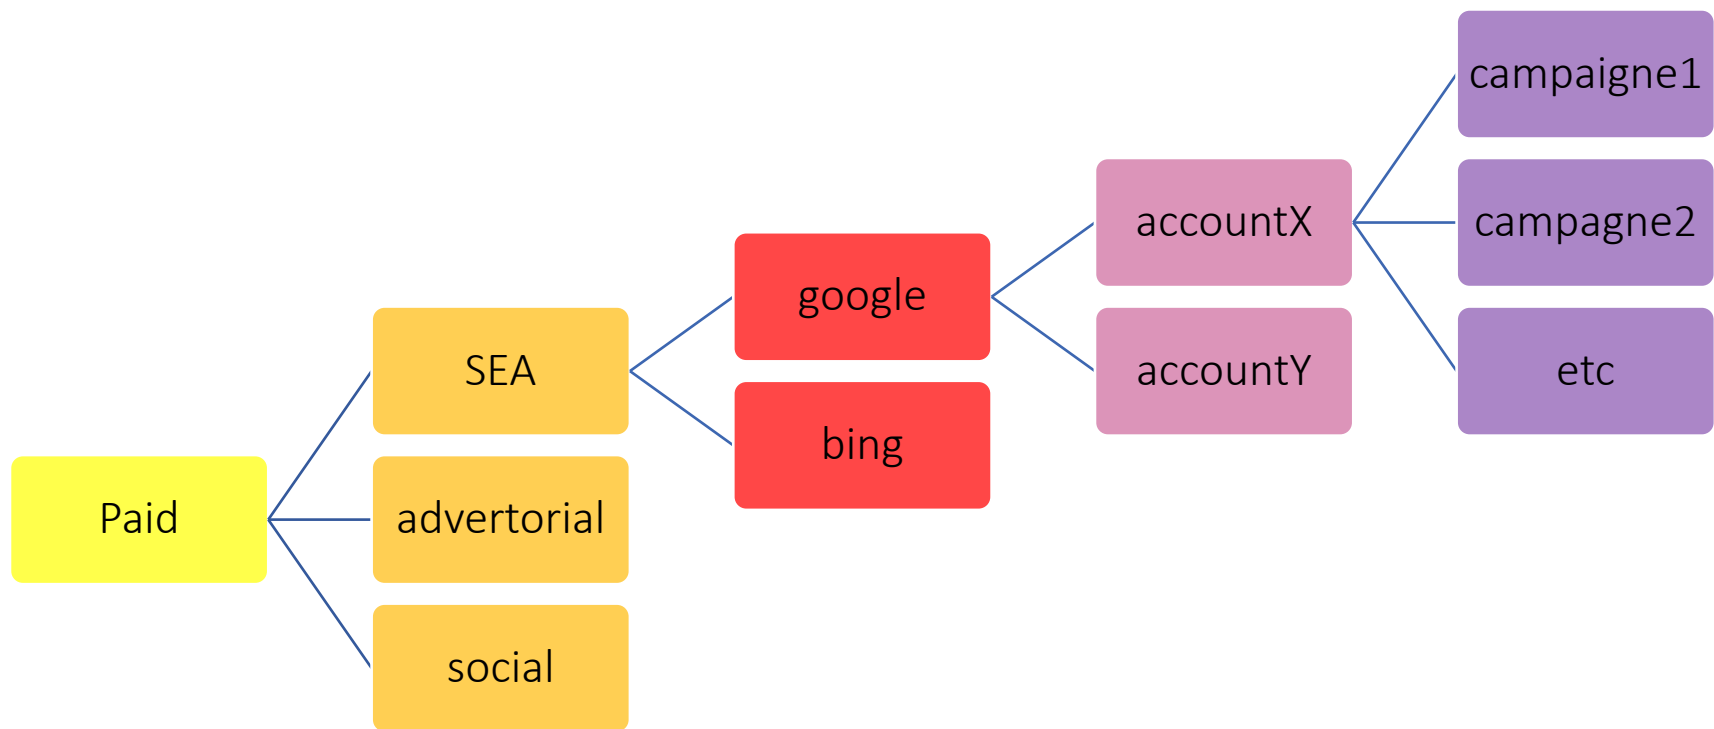 Paid
SEA
advertorial
social
google
bing
accountX
accountY
campaigne1
campagne2
etc